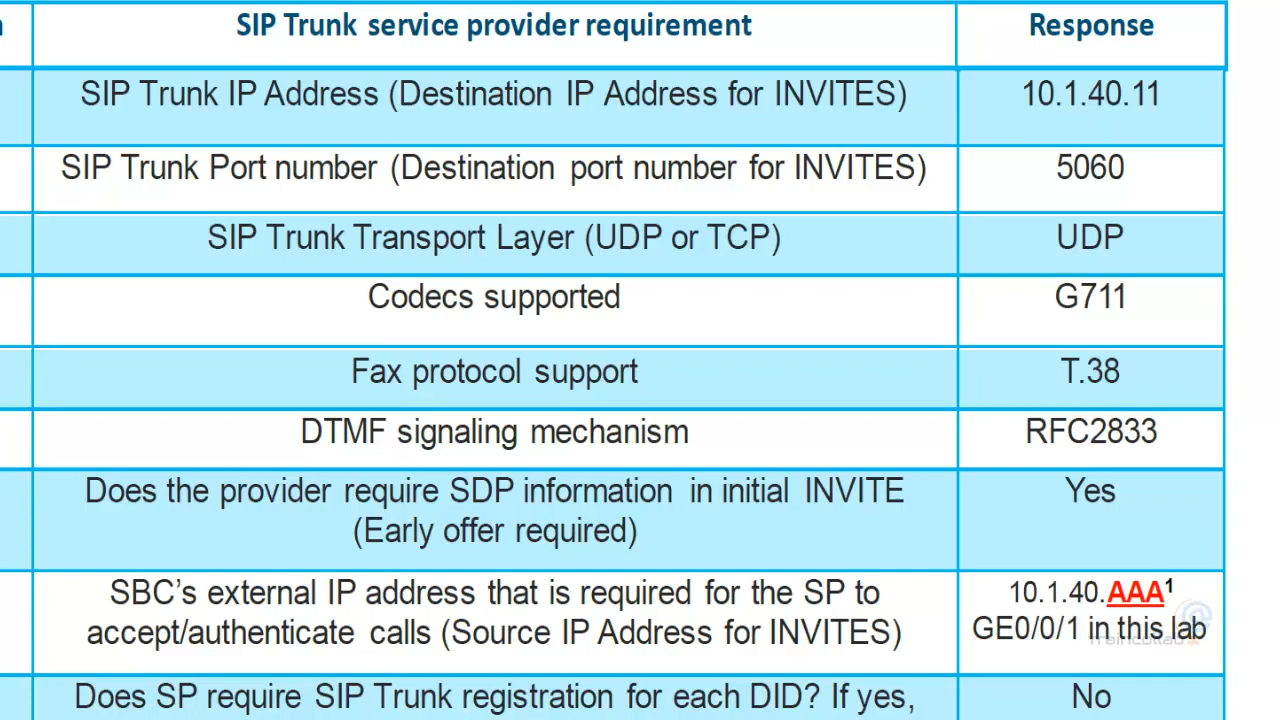 n
SIP Trunk service provider requirement
Response
SIP Trunk IP Address (Destination IP Address for INVITES)
10.1.40.11
SIP Trunk Port number (Destination port number for INVITES)
5060
SIP Trunk Transport Layer (UDP or TCP)
UDP
Codecs supported
G711
Fax protocol support
T.38
DTMF signaling mechanism
RFC2833
Does the provider require SDP information in initial INVITE
(Early offer required)
Yes
SBC’s external IP address that is required for the SP to
accept/authenticate calls (Source IP Address for INVITES)
10.1.40.AAA¹
GE0/0/1 in this lab
Does SP require SIP Trunk registration for each DID? If yes,
No